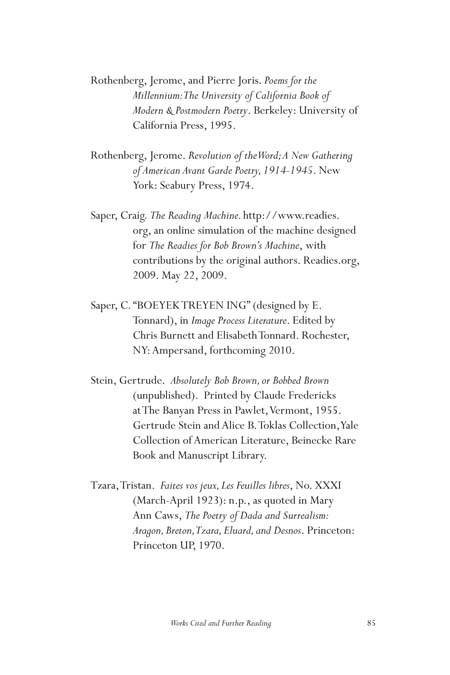 Rothenberg, Jerome, and Pierre Joris. Poems for the
Millennium: The University of California Book of
Modern & Postmodern Poetry. Berkeley: University of
California Press, 1995.
Rothenberg, Jerome. Revolution of the Word; A New Gathering
of American Avant Garde Poetry, 1914-1945. New
York: Seabury Press, 1974.
Saper, Craig. The Reading Machine. http://www.readies.
org, an online simulation of the machine designed
for The Readies for Bob Brown's Machine, with
contributions by the original authors. Readies.org,
2009. May 22, 2009.
Saper, C. "BOEYEK TREYEN ING" (designed by E.
Tonnard), in Image Process Literature. Edited by
Chris Burnett and Elisabeth Tonnard. Rochester,
NY: Ampersand, forthcoming 2010.
Stein, Gertrude. Absolutely Bob Brown, or Bobbed Brown
(unpublished). Printed by Claude Fredericks
at The Banyan Press in Pawlet, Vermont, 1955.
Gertrude Stein and Alice B. Toklas Collection, Yale
Collection of American Literature, Beinecke Rare
Book and Manuscript Library.
Tzara, Tristan. Faites vos jeux, Les Feuilles libres, No. XXXI
(March-April 1923): n.p., as quoted in Mary
Ann Caws, The Poetry of Dada and Surrealism:
Aragon, Breton, Tzara, Eluard, and Desnos. Princeton:
Princeton UP, 1970.
Works Cited and Further Reading 85